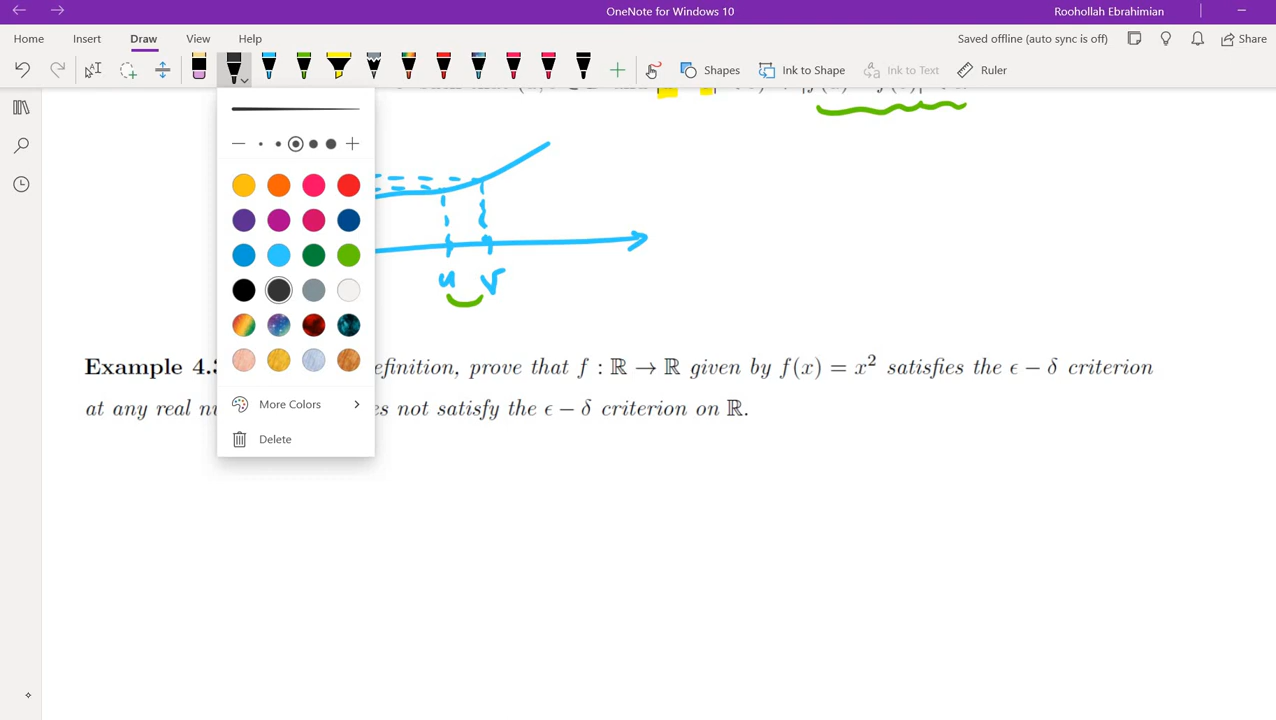 OneNote for Windows 10
Roohollah Ebrahimian
Home Insert Draw View Help
Saved offline (auto sync is off)
Share
Shapes
Ink to Shape
Ink to Text
Ruler
u v
Example 4.3
efinition, prove that f : ℝ → ℝ given by f(x) = x² satisfies the ϵ − δ criterion
at any real nu
es not satisfy the ϵ − δ criterion on ℝ.
More Colors
Delete